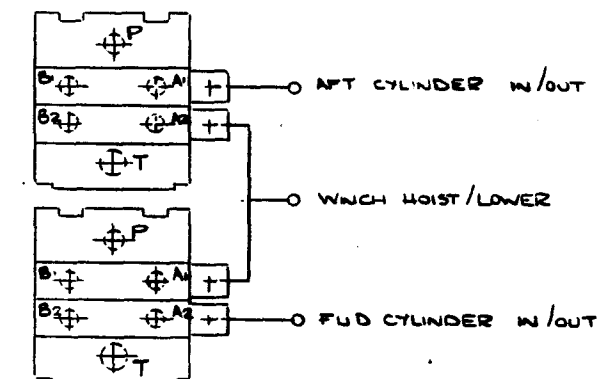 P
B1 A1
AFT CYLINDER IN/OUT
B2 A2
T
WINCH HOIST/LOWER
P
B1 A1
B2 A2
FWD CYLINDER IN/OUT
T